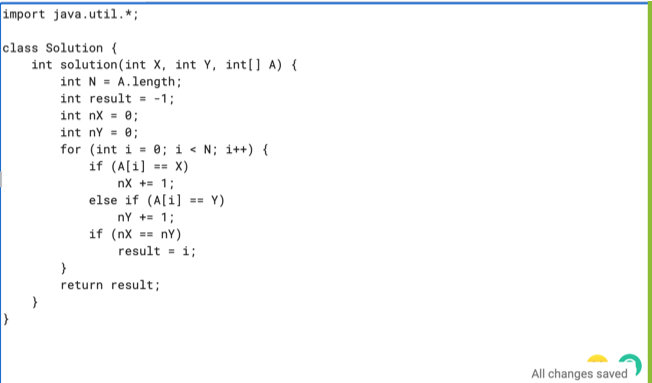 import java.util.*;
class Solution {
    int solution(int X, int Y, int[] A) {
        int N = A.length;
        int result = -1;
        int nX = 0;
        int nY = 0;
        for (int i = 0; i < N; i++) {
            if (A[i] == X)
                nX += 1;
            else if (A[i] == Y)
                nY += 1;
            if (nX == nY)
                result = i;
        }
        return result;
    }
}
All changes saved